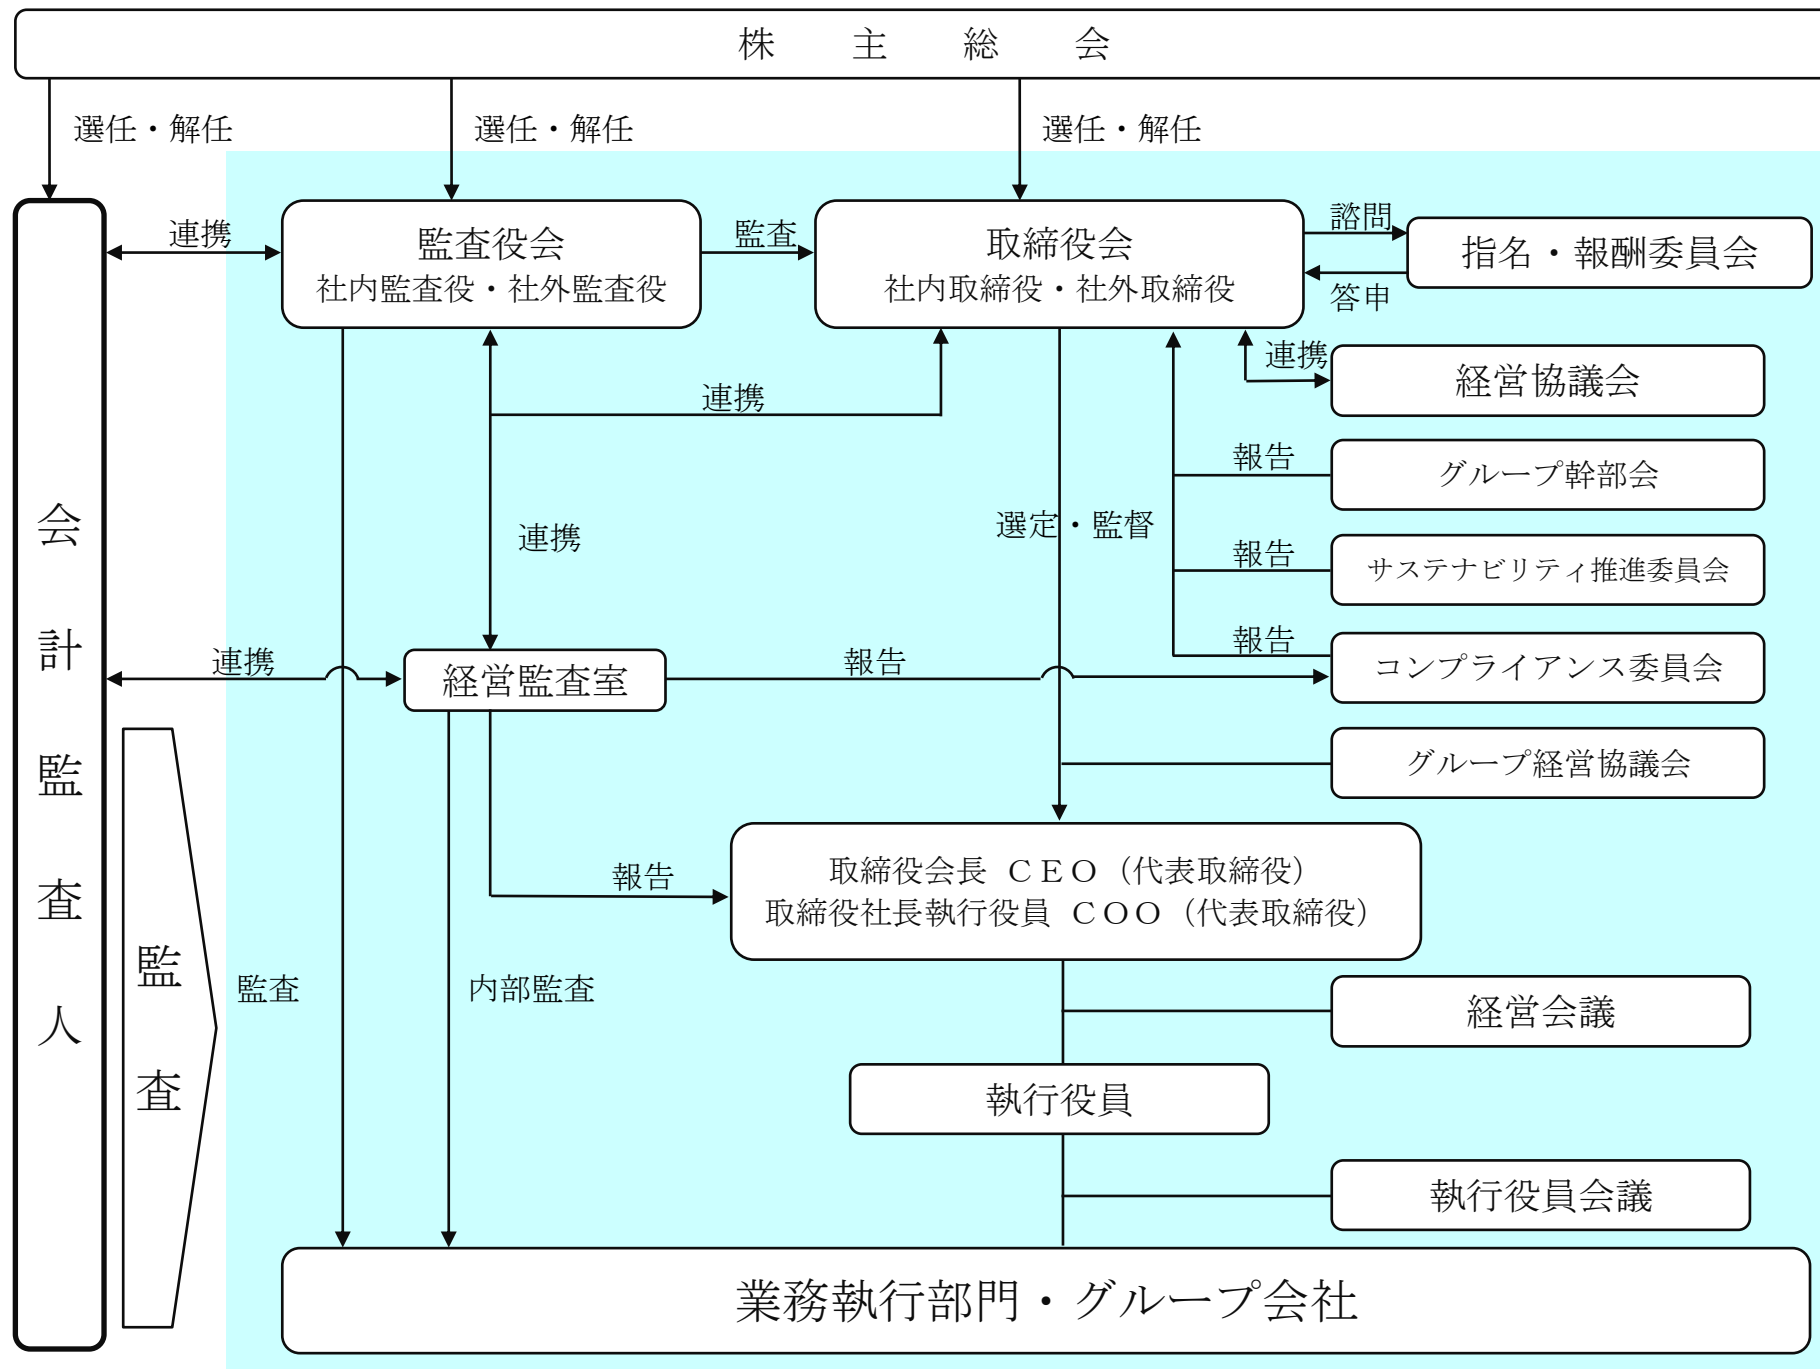 株主総会
選任・解任
選任・解任
選任・解任
会計監査人
連携
監査役会
社内監査役・社外監査役
監査
取締役会
社内取締役・社外取締役
諮問
答申
指名・報酬委員会
連携
経営協議会
連携
報告
グループ幹部会
連携
選定・監督
報告
サステナビリティ推進委員会
報告
コンプライアンス委員会
連携
経営監査室
報告
グループ経営協議会
取締役会長 CEO（代表取締役）
取締役社長執行役員 COO（代表取締役）
報告
監査
監査
内部監査
経営会議
執行役員
執行役員会議
業務執行部門・グループ会社